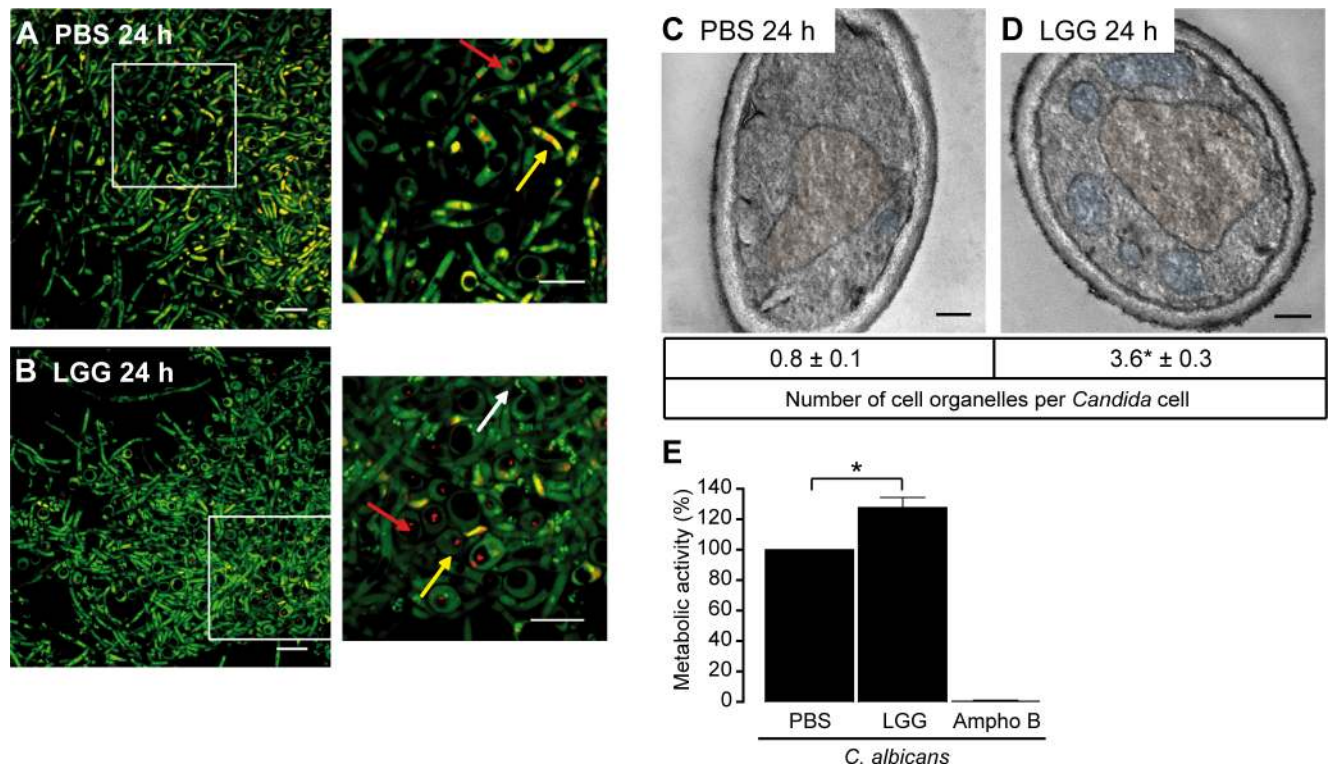 A PBS 24 h
B LGG 24 h
C PBS 24 h
D LGG 24 h
0.8 ± 0.1
3.6* ± 0.3
Number of cell organelles per Candida cell
E
*
Metabolic activity (%)
140
120
100
80
60
40
20
0
PBS LGG Ampho B
C. albicans